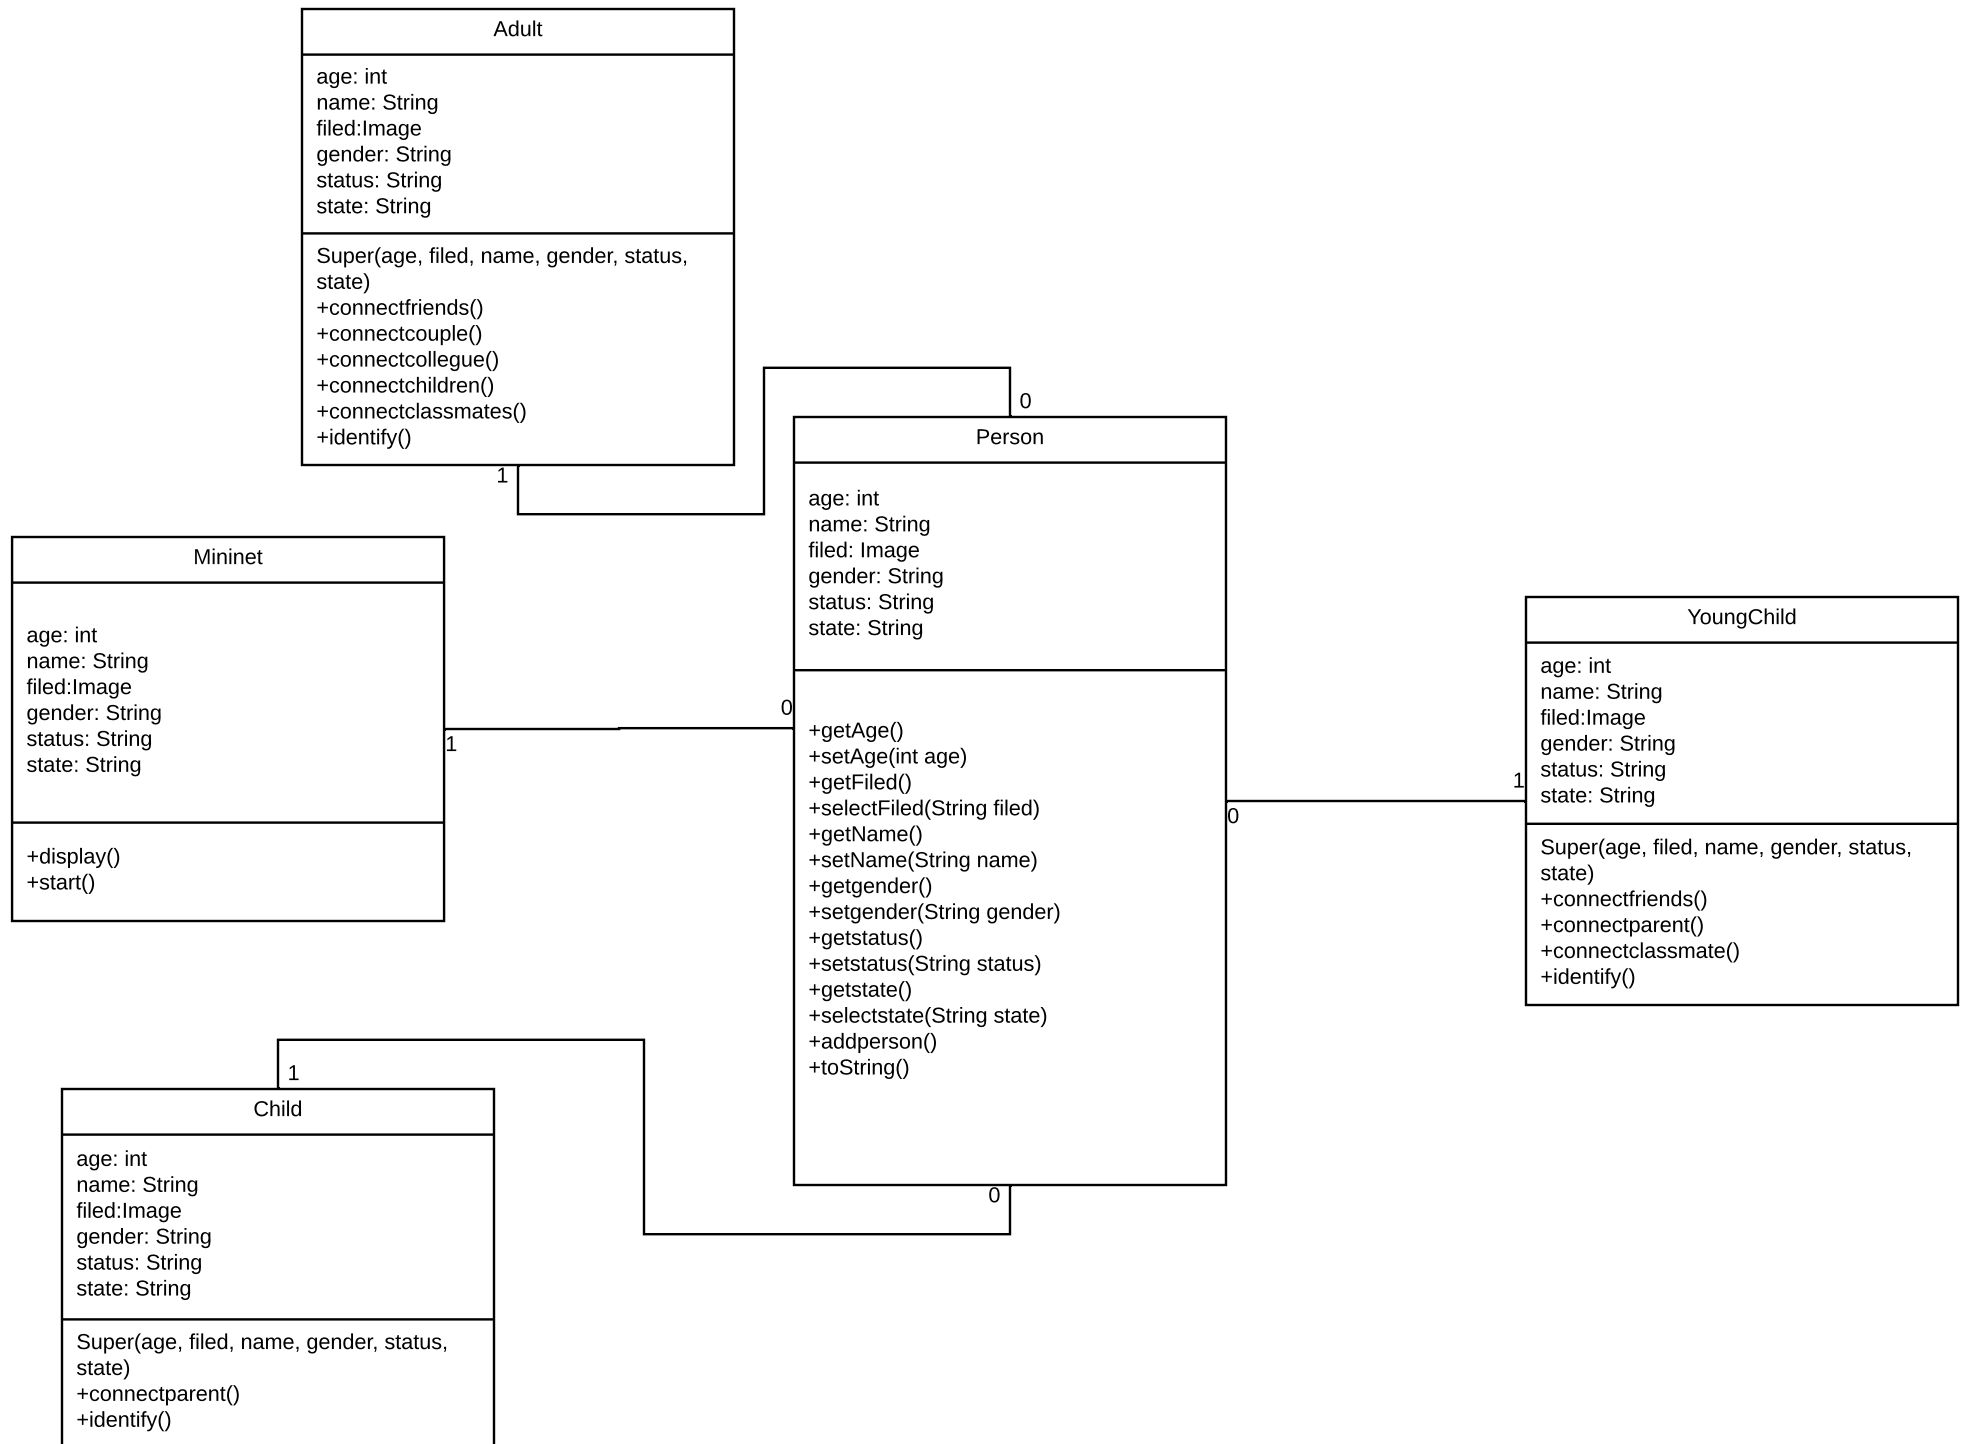 Adult
age: int
name: String
filed:Image
gender: String
status: String
state: String
Super(age, filed, name, gender, status,
state)
+connectfriends()
+connectcouple()
+connectcollegue()
+connectchildren()
+connectclassmates()
+identify()
1
0
Person
age: int
name: String
filed: Image
gender: String
status: String
state: String
+getAge()
+setAge(int age)
+getFiled()
+selectFiled(String filed)
+getName()
+setName(String name)
+getgender()
+setgender(String gender)
+getstatus()
+setstatus(String status)
+getstate()
+selectstate(String state)
+addperson()
+toString()
Mininet
age: int
name: String
filed:Image
gender: String
status: String
state: String
+display()
+start()
1
0
YoungChild
age: int
name: String
filed:Image
gender: String
status: String
state: String
Super(age, filed, name, gender, status,
state)
+connectfriends()
+connectparent()
+connectclassmate()
+identify()
1
0
Child
age: int
name: String
filed:Image
gender: String
status: String
state: String
Super(age, filed, name, gender, status,
state)
+connectparent()
+identify()
1
0